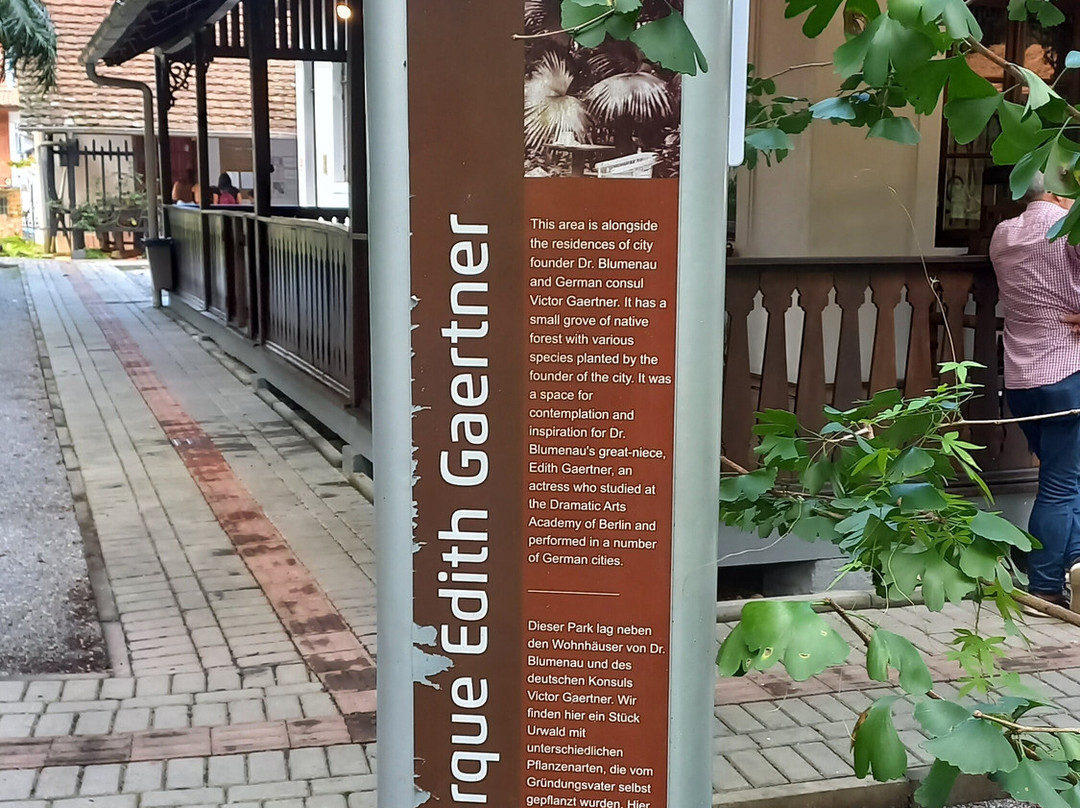 rque Edith Gaertner
This area is alongside
the residences of city
founder Dr. Blumenau
and German consul
Victor Gaertner. It has a
small grove of native
forest with various
species planted by the
founder of the city. It was
a space for
contemplation and
inspiration for Dr.
Blumenau's great-niece,
Edith Gaertner, an
actress who studied at
the Dramatic Arts
Academy of Berlin and
performed in a number
of German cities.
Dieser Park lag neben
den Wohnhäuser von Dr.
Blumenau und des
deutschen Konsuls
Victor Gaertner. Wir
finden hier ein Stück
Urwald mit
unterschiedlichen
Pflanzenarten, die vom
Gründungsvater selbst
gepflanzt wurden. Hier